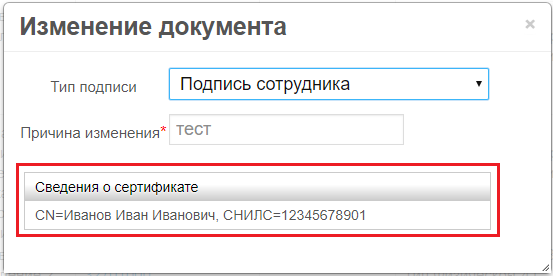 Изменение документа ×
Тип подписи Подпись сотрудника
Причина изменения* тест
Сведения о сертификате
CN=Иванов Иван Иванович, СНИЛС=12345678901